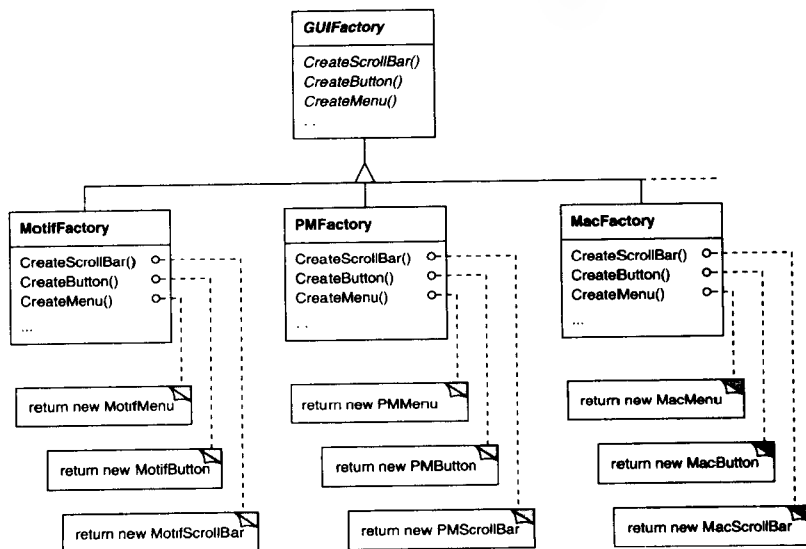 GUIFactory
CreateScrollBar()
CreateButton()
CreateMenu()
. .
MotifFactory
CreateScrollBar()
CreateButton()
CreateMenu()
...
PMFactory
CreateScrollBar()
CreateButton()
CreateMenu()
. .
MacFactory
CreateScrollBar()
CreateButton()
CreateMenu()
...
return new MotifMenu
return new PMMenu
return new MacMenu
return new MotifButton
return new PMButton
return new MacButton
return new MotifScrollBar
return new PMScrollBar
return new MacScrollBar